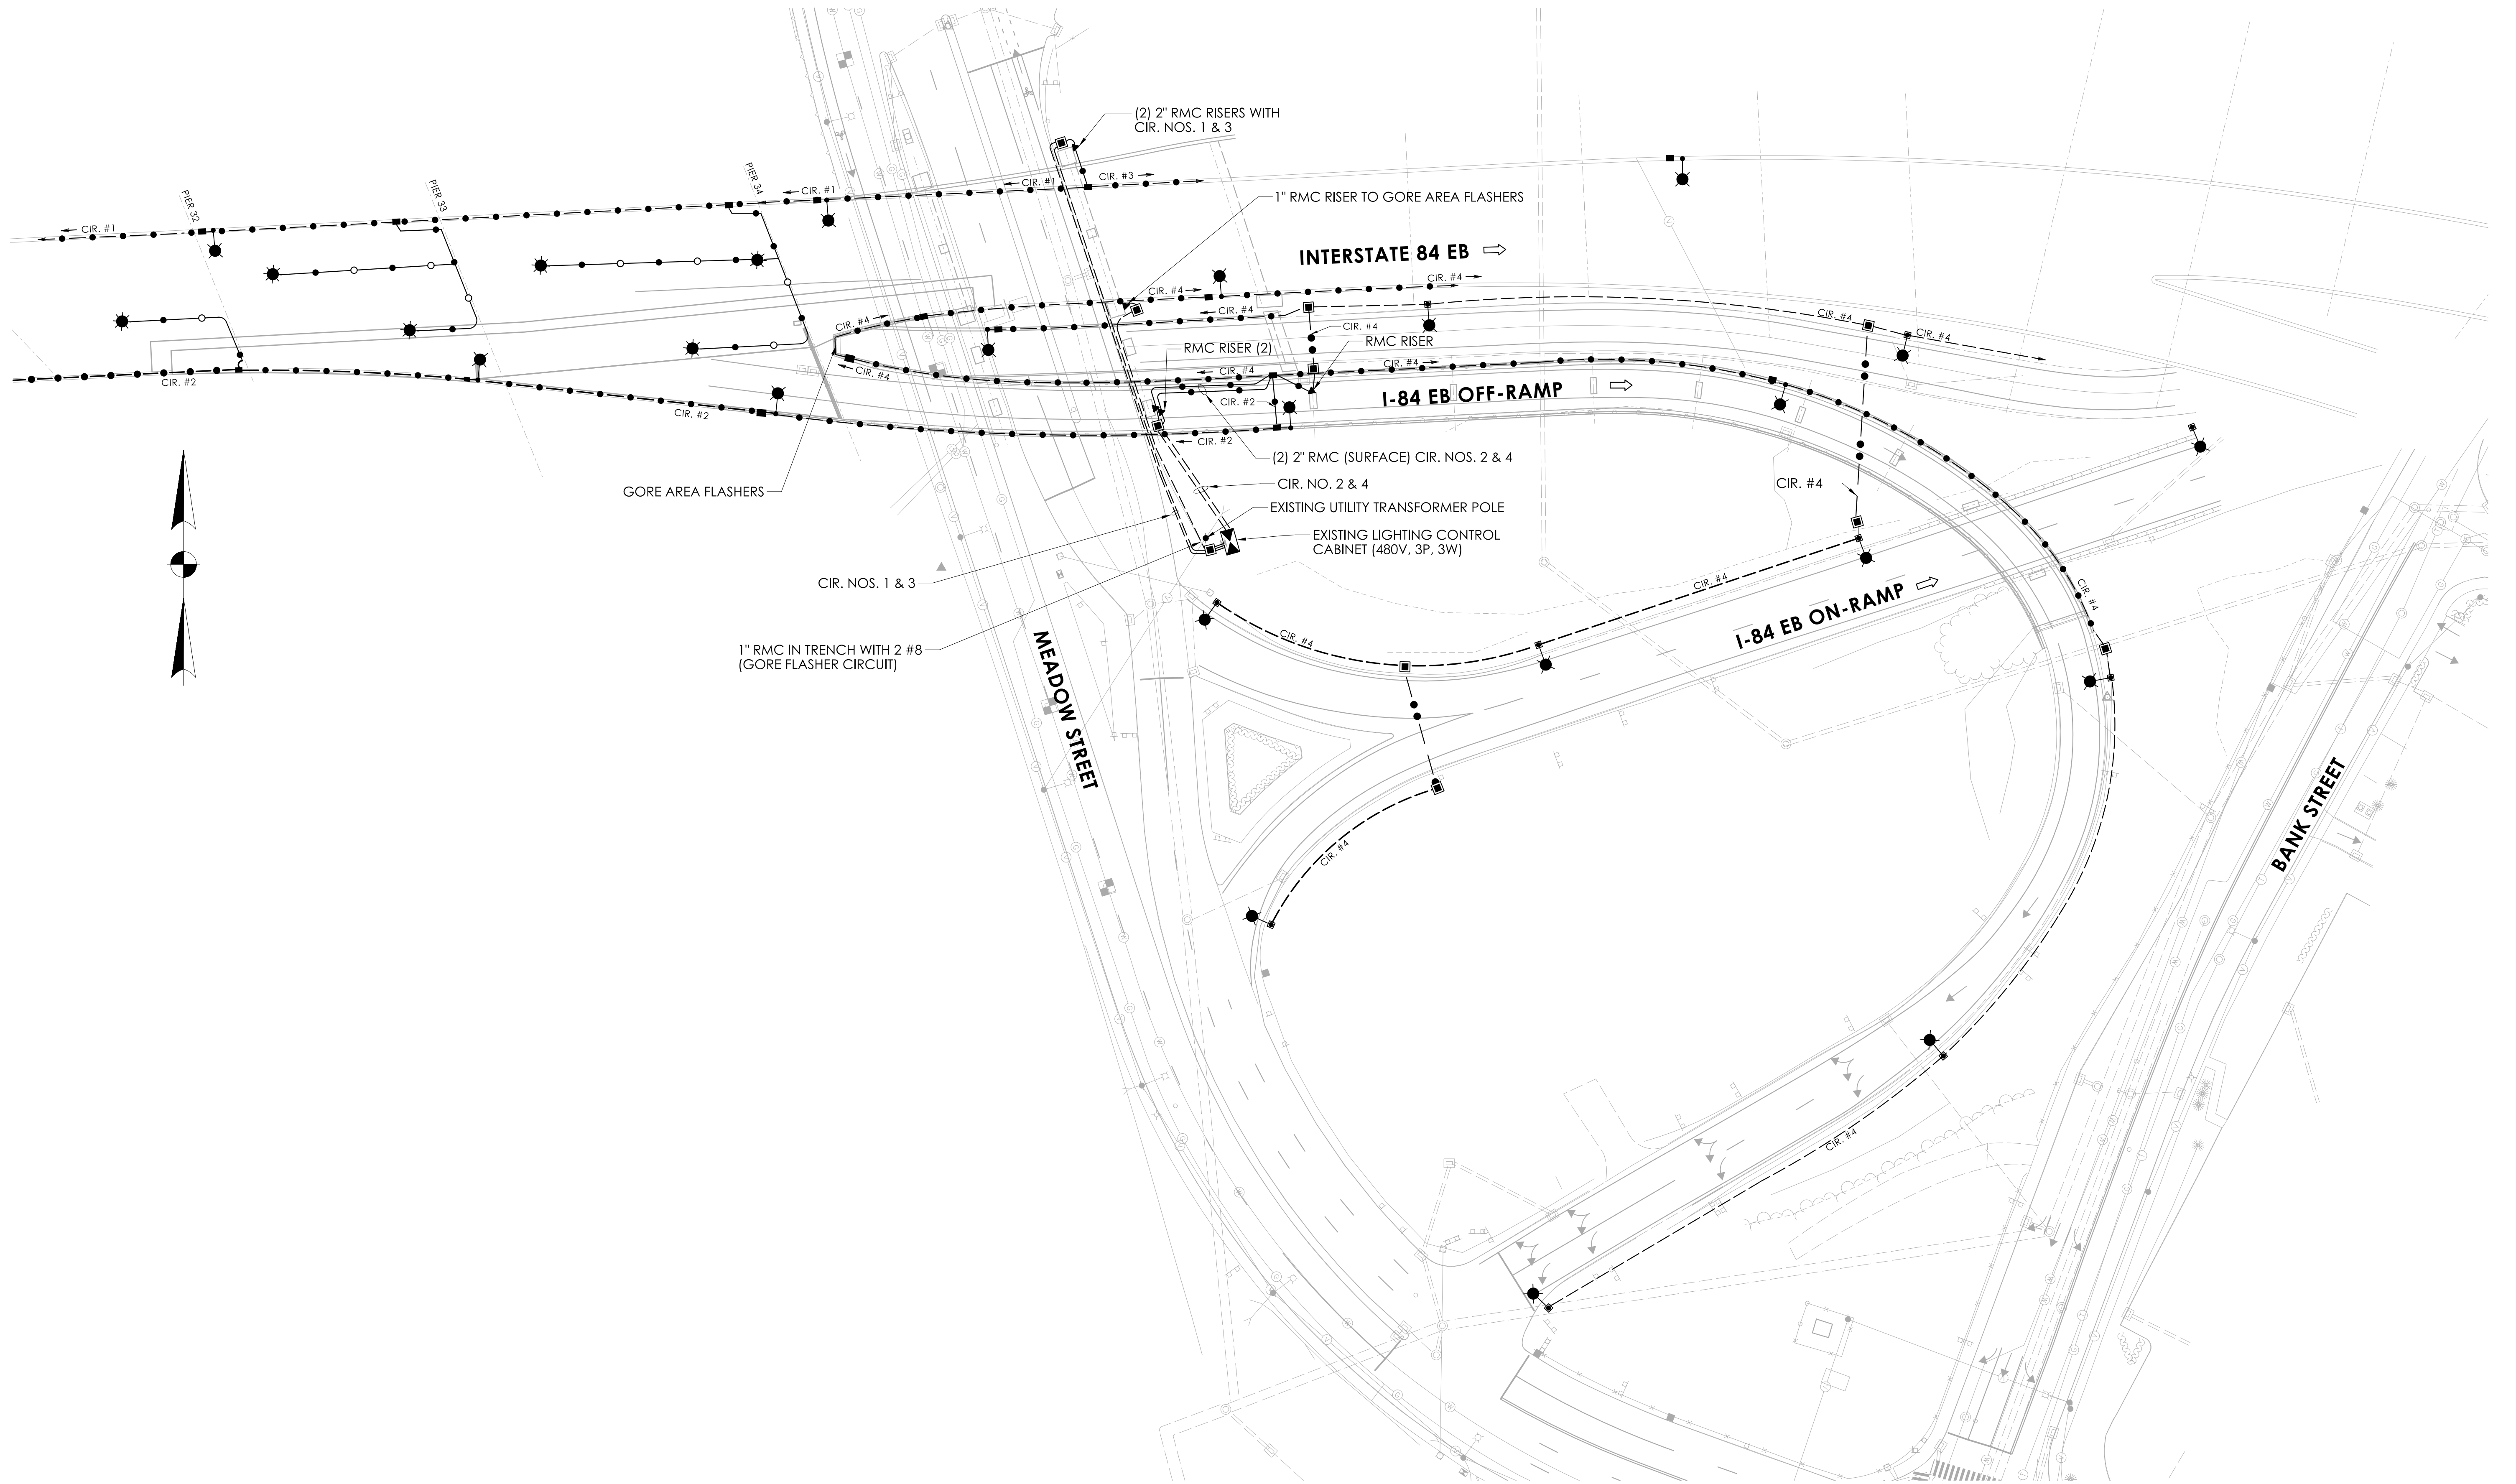 (2) 2" RMC RISERS WITH
CIR. NOS. 1 & 3
PIER 32
PIER 33
PIER 34
CIR. #1
CIR. #1
CIR. #1
CIR. #3
1" RMC RISER TO GORE AREA FLASHERS
INTERSTATE 84 EB
CIR. #4
CIR. #4
CIR. #4
CIR. #4
CIR. #4
CIR. #4
CIR. #4
RMC RISER
RMC RISER (2)
CIR. #4
CIR. #4
CIR. #4
CIR. #2
I-84 EB OFF-RAMP
CIR. #2
CIR. #2
CIR. #2
(2) 2" RMC (SURFACE) CIR. NOS. 2 & 4
CIR. NO. 2 & 4
CIR. #4
GORE AREA FLASHERS
EXISTING UTILITY TRANSFORMER POLE
EXISTING LIGHTING CONTROL
CABINET (480V, 3P, 3W)
CIR. NOS. 1 & 3
CIR. #4
CIR. #4
CIR. #4
I-84 EB ON-RAMP
1" RMC IN TRENCH WITH 2 #8
(GORE FLASHER CIRCUIT)
MEADOW STREET
BANK STREET
CIR. #4
CIR. #4